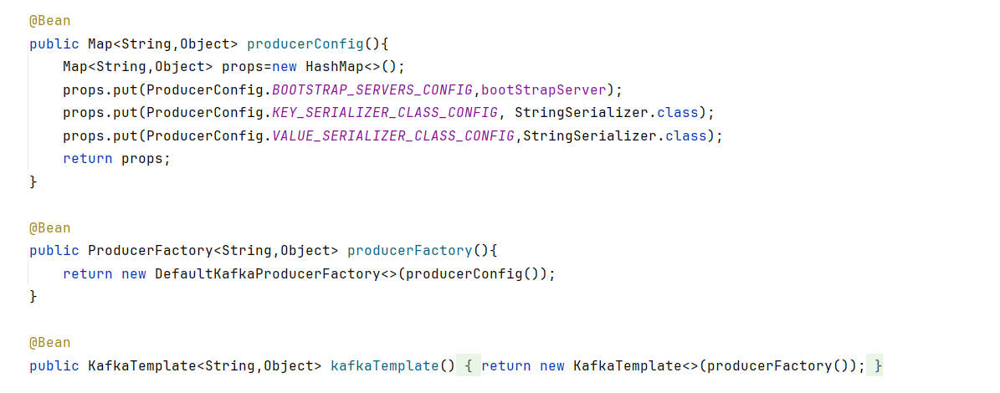 @Bean
public Map<String,Object> producerConfig(){
    Map<String,Object> props=new HashMap<>();
    props.put(ProducerConfig.BOOTSTRAP_SERVERS_CONFIG,bootStrapServer);
    props.put(ProducerConfig.KEY_SERIALIZER_CLASS_CONFIG, StringSerializer.class);
    props.put(ProducerConfig.VALUE_SERIALIZER_CLASS_CONFIG,StringSerializer.class);
    return props;
}
@Bean
public ProducerFactory<String,Object> producerFactory(){
    return new DefaultKafkaProducerFactory<>(producerConfig());
}
@Bean
public KafkaTemplate<String,Object> kafkaTemplate() { return new KafkaTemplate<>(producerFactory()); }